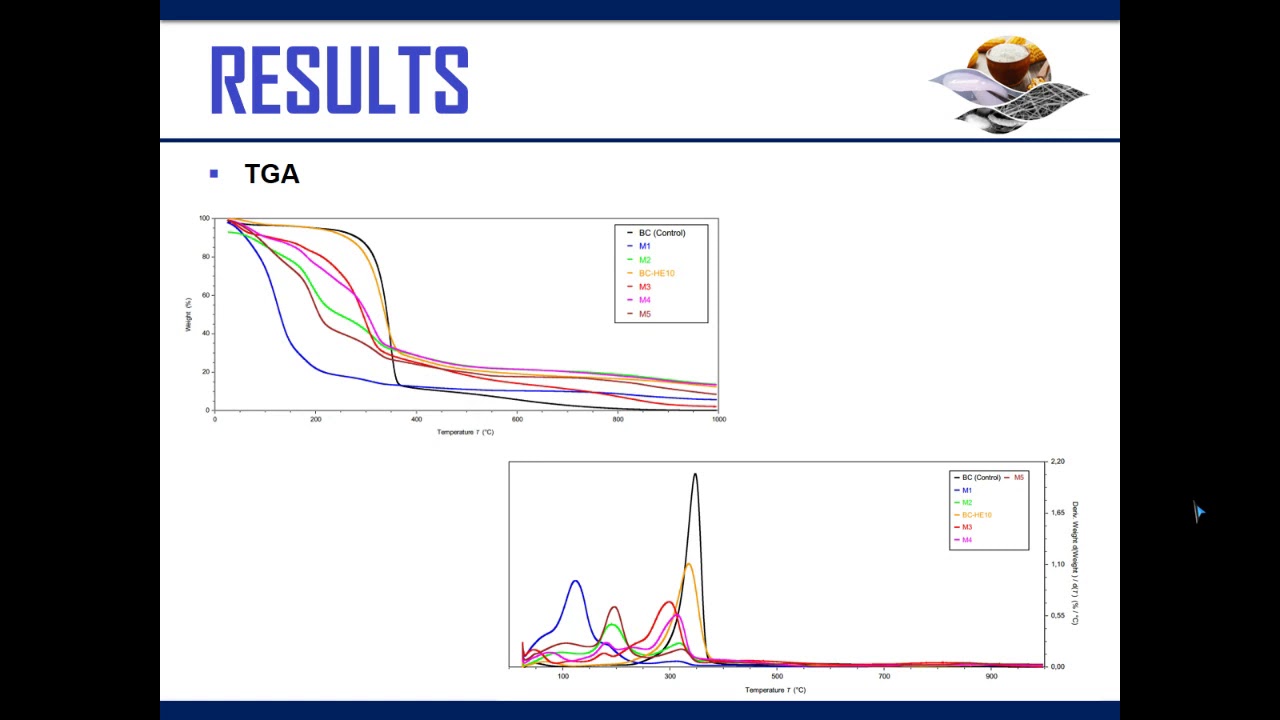 RESULTS
▪ TGA
100
80
60
40
20
0
Weight (%)
0 200 400 600 800 1000
Temperature T (°C)
BC (Control)
M1
M2
BC-HE10
M3
M4
M5
2,20
1,65
1,10
0,55
0,00
Deriv. Weight d(Weight ) / d(T ) (% / °C)
100 300 500 700 900
Temperature T (°C)
BC (Control) M5
M1
M2
BC-HE10
M3
M4